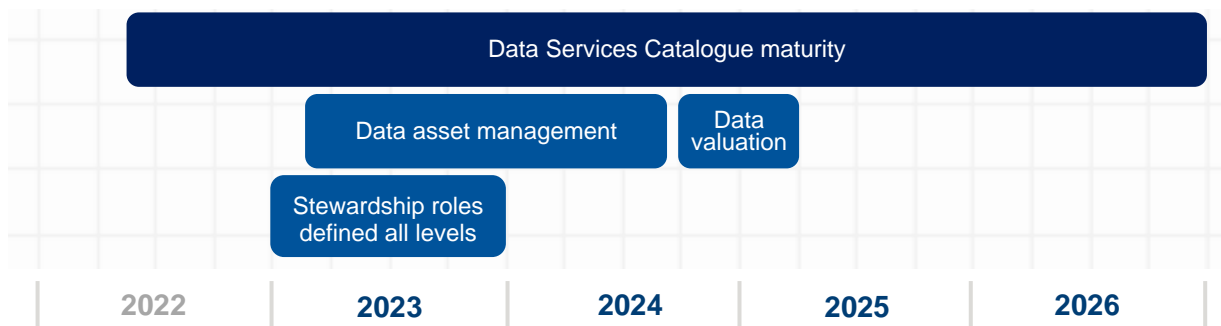 Data Services Catalogue maturity
Data asset management
Data
valuation
Stewardship roles
defined all levels
2022
2023
2024
2025
2026